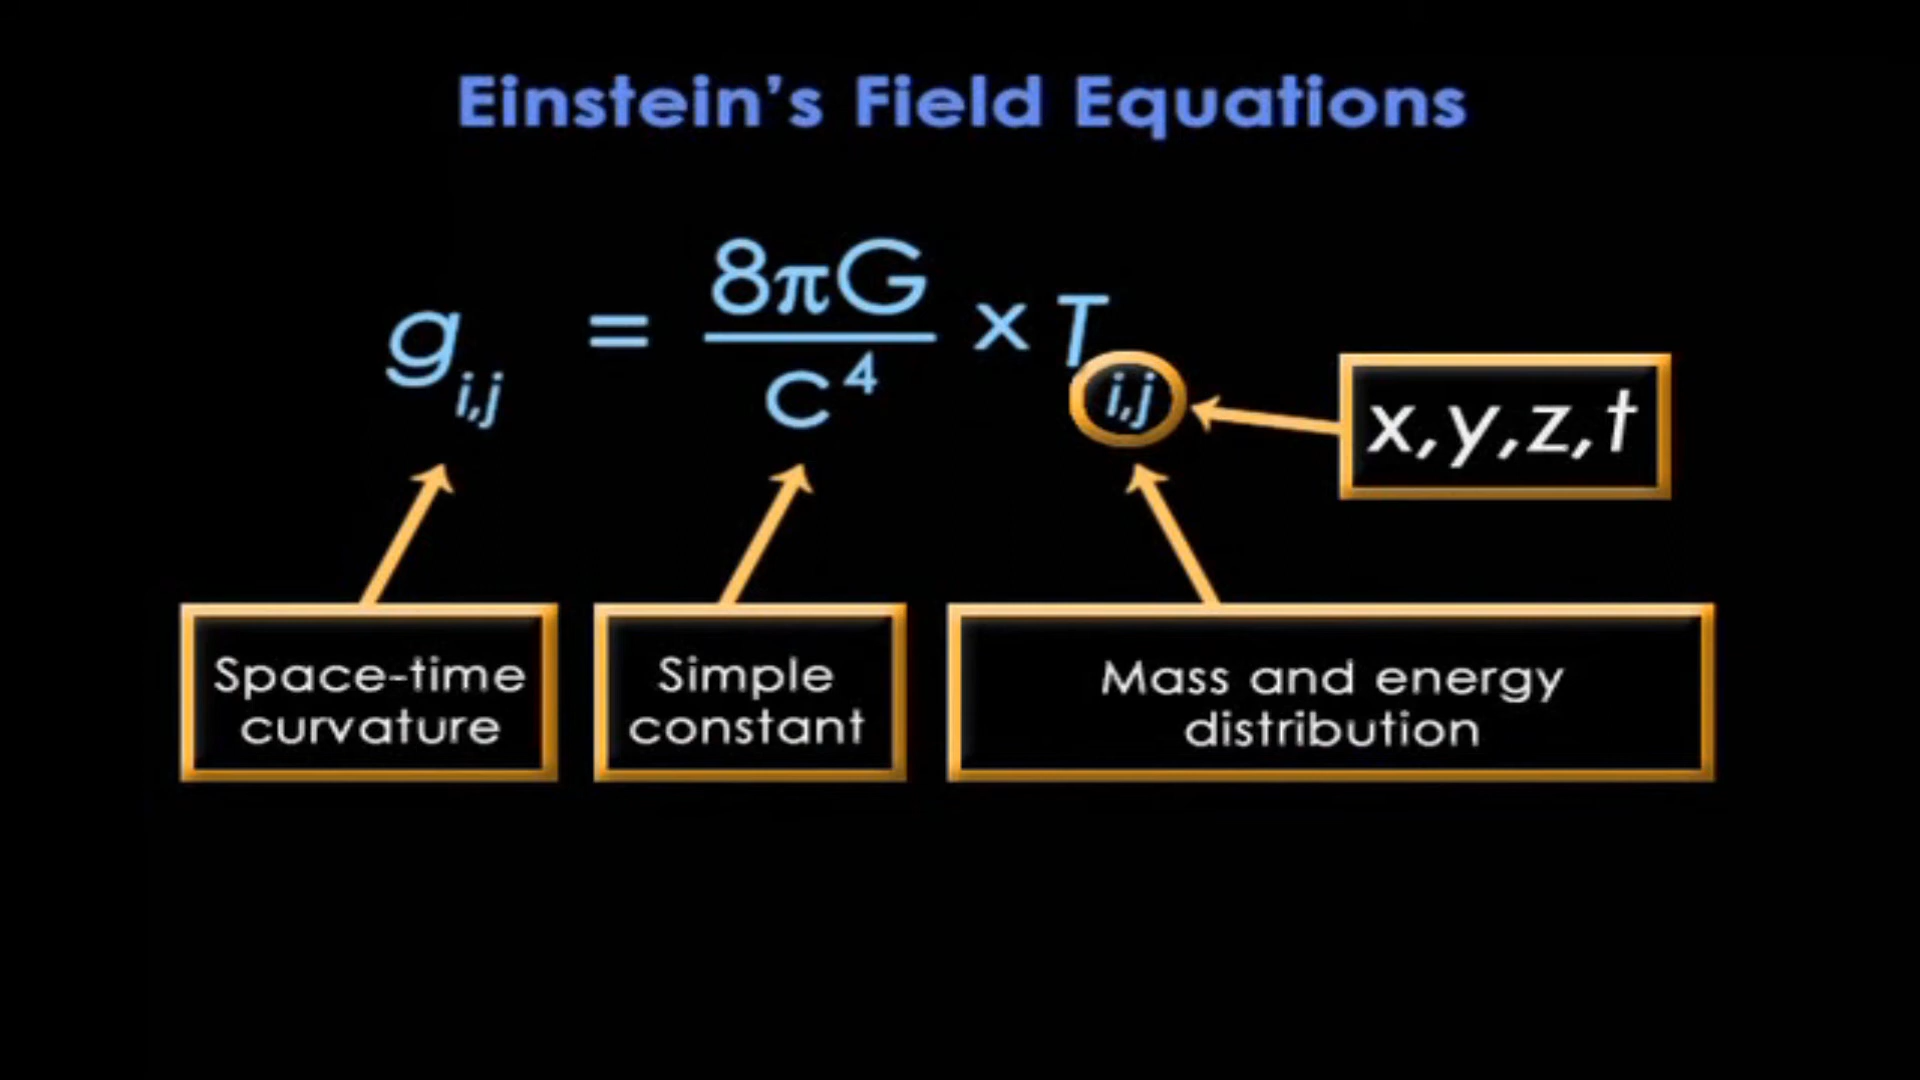 Einstein's Field Equations
g i,j = 8πG / c⁴ × T i,j
x,y,z,t
Space-time
curvature
Simple
constant
Mass and energy
distribution